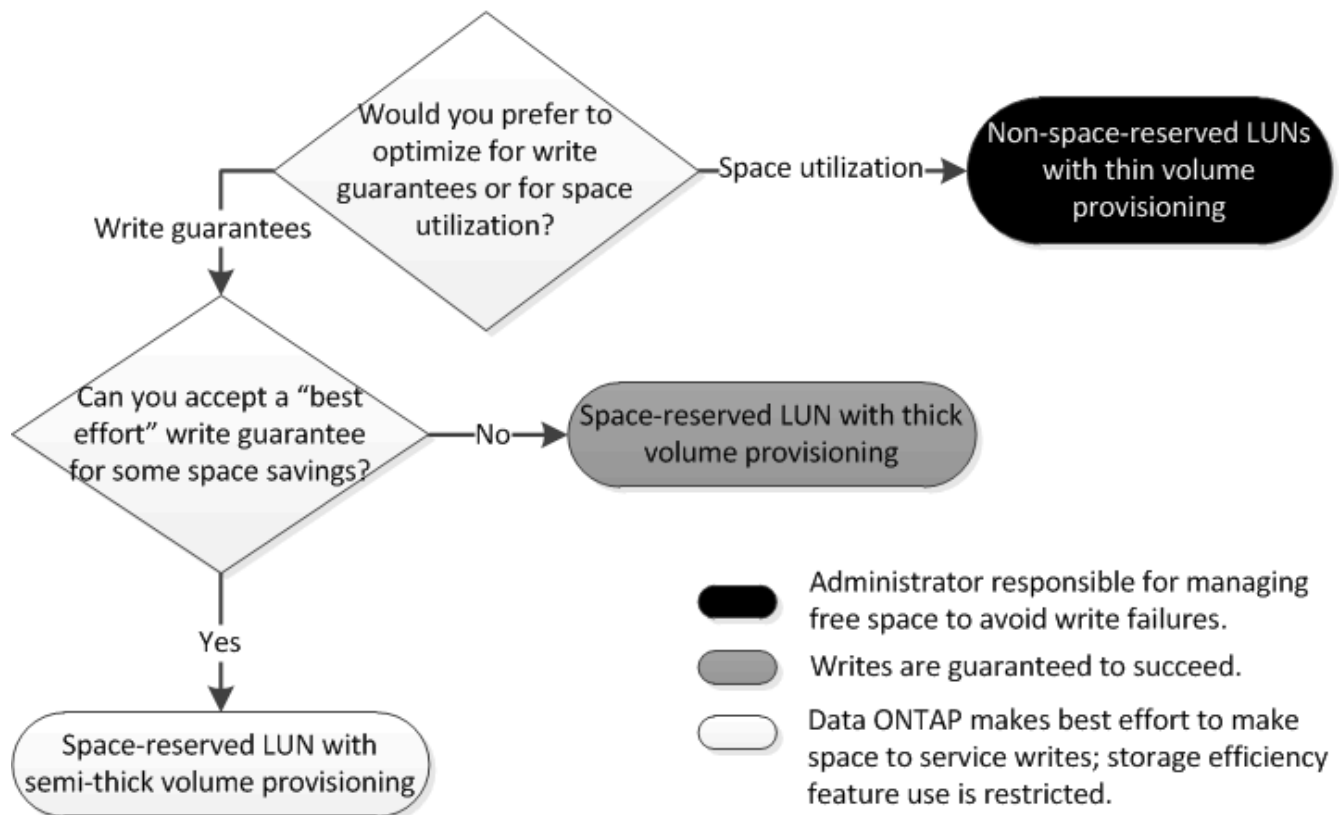 Would you prefer to
optimize for write
guarantees or for space
utilization?
Space utilization
Non-space-reserved LUNs
with thin volume
provisioning
Write guarantees
Can you accept a “best
effort” write guarantee
for some space savings?
No
Space-reserved LUN with thick
volume provisioning
Yes
Space-reserved LUN with
semi-thick volume provisioning
Administrator responsible for managing
free space to avoid write failures.
Writes are guaranteed to succeed.
Data ONTAP makes best effort to make
space to service writes; storage efficiency
feature use is restricted.